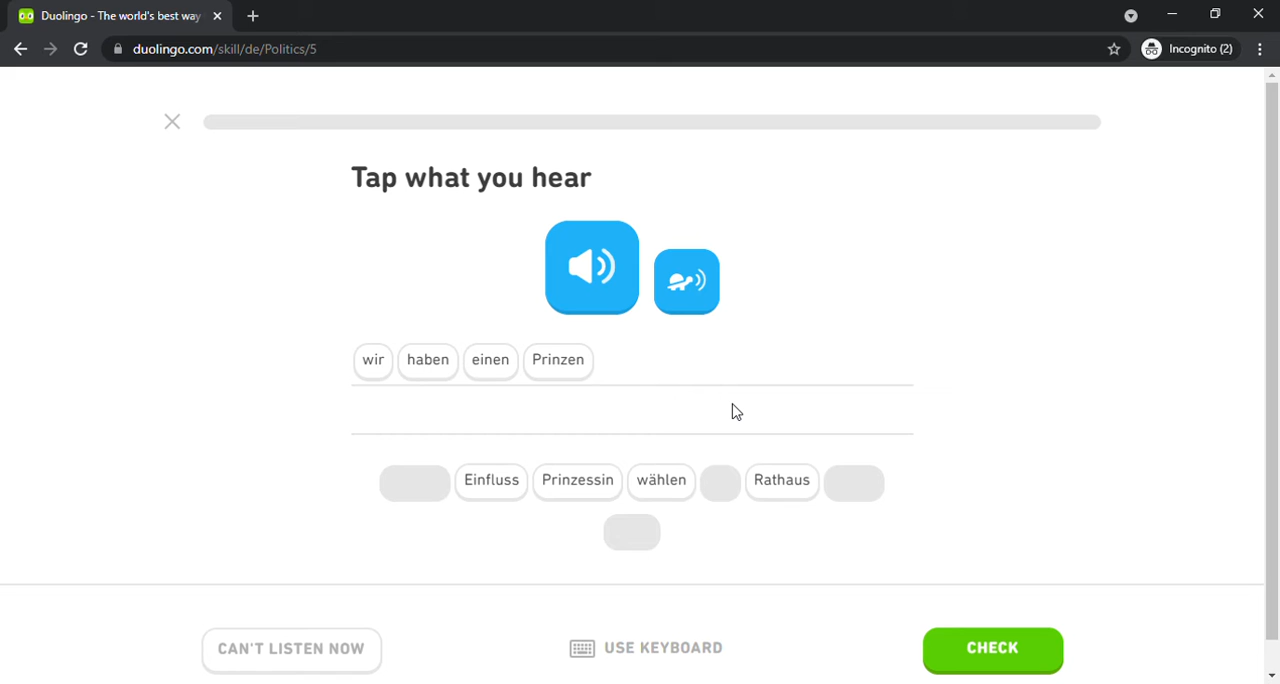 Duolingo - The world's best way
duolingo.com/skill/de/Politics/5
Incognito (2)
Tap what you hear
wir haben einen Prinzen
Einfluss Prinzessin wählen Rathaus
CAN'T LISTEN NOW USE KEYBOARD CHECK